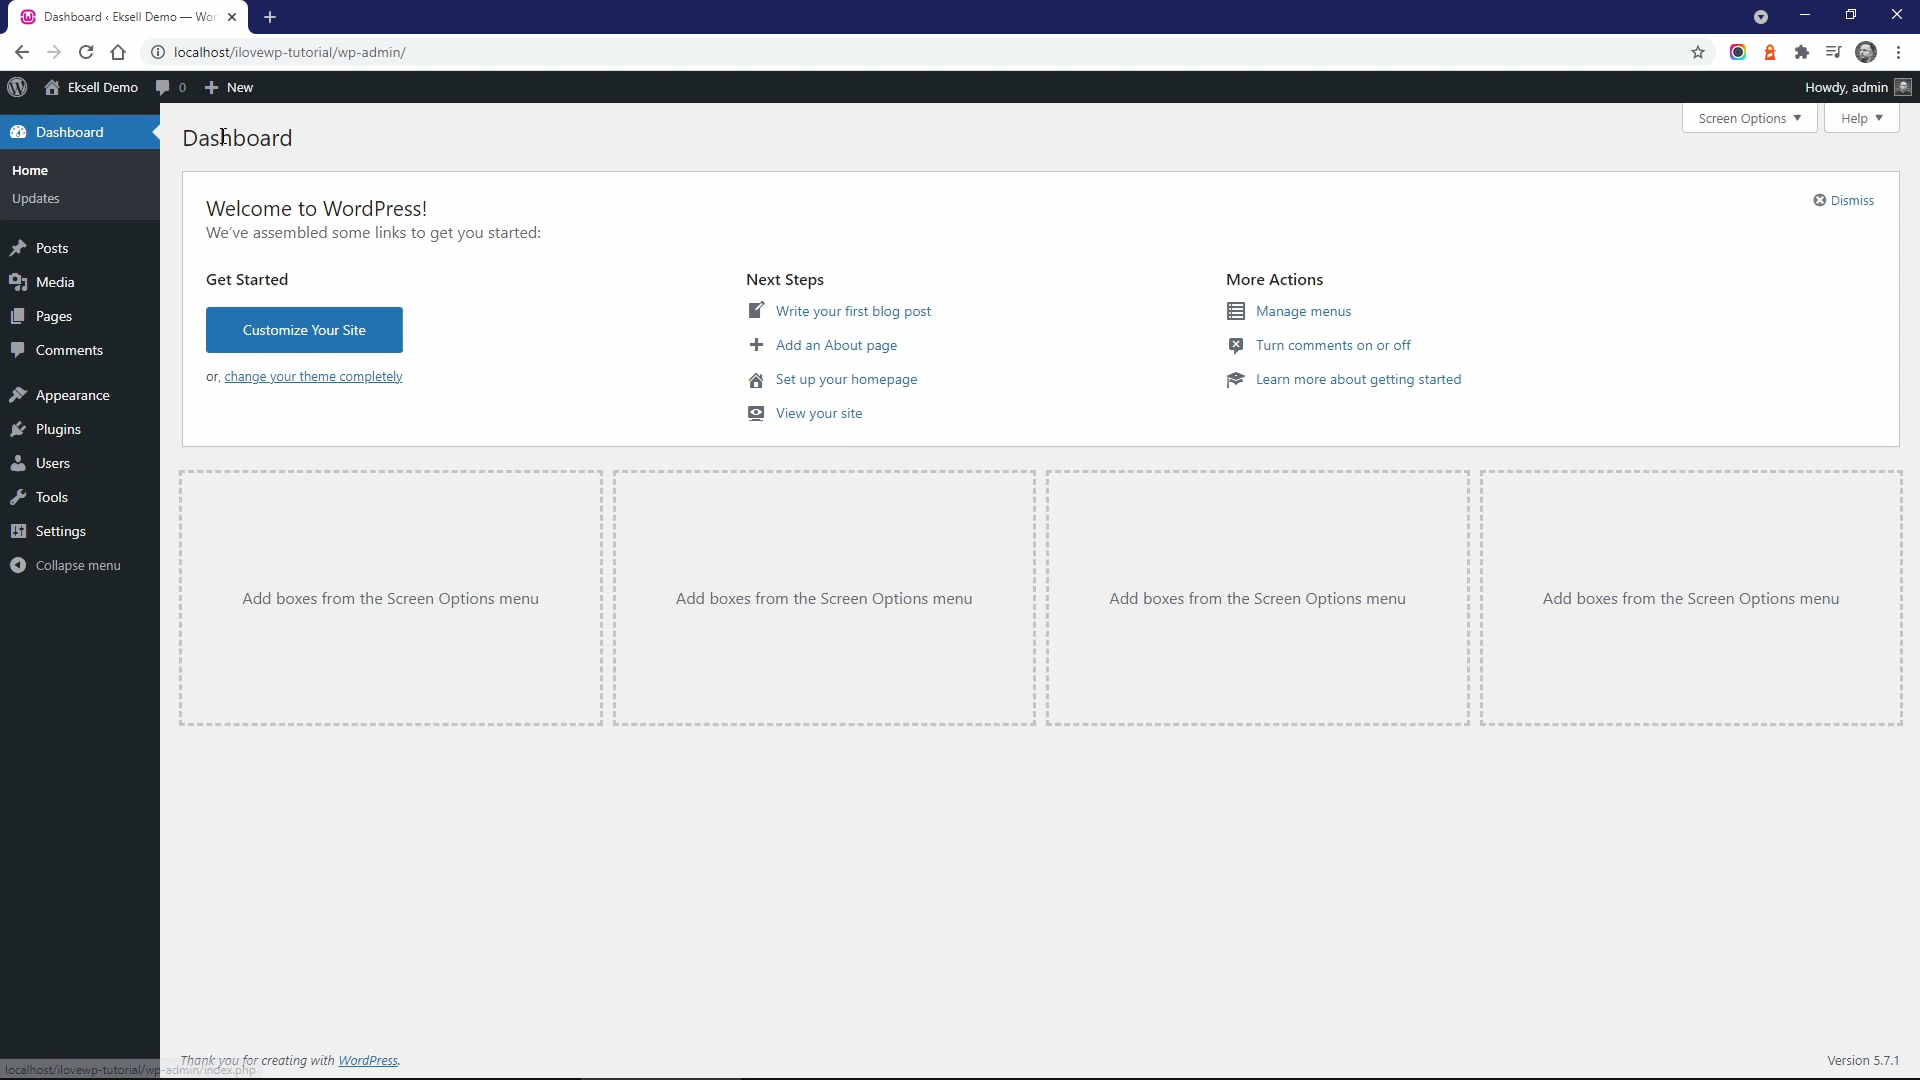 Dashboard ‹ Eksell Demo — Wor
localhost/ilovewp-tutorial/wp-admin/
Eksell Demo
0
New
Howdy, admin
Dashboard
Home
Updates
Posts
Media
Pages
Comments
Appearance
Plugins
Users
Tools
Settings
Collapse menu
Dashboard
Screen Options
Help
Welcome to WordPress!
We've assembled some links to get you started:
Dismiss
Get Started
Customize Your Site
or, change your theme completely
Next Steps
Write your first blog post
Add an About page
Set up your homepage
View your site
More Actions
Manage menus
Turn comments on or off
Learn more about getting started
Add boxes from the Screen Options menu
Add boxes from the Screen Options menu
Add boxes from the Screen Options menu
Add boxes from the Screen Options menu
Thank you for creating with WordPress.
Version 5.7.1
localhost/ilovewp-tutorial/wp-admin/index.php